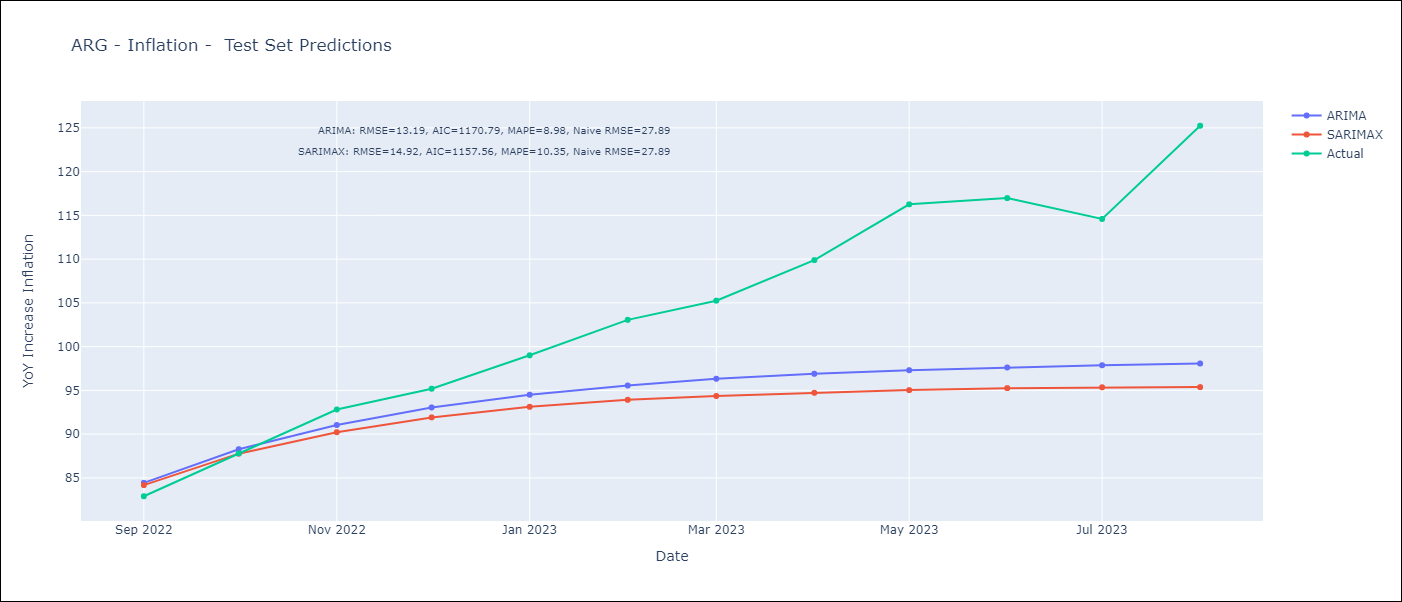 ARG - Inflation -  Test Set Predictions
ARIMA: RMSE=13.19, AIC=1170.79, MAPE=8.98, Naive RMSE=27.89
SARIMAX: RMSE=14.92, AIC=1157.56, MAPE=10.35, Naive RMSE=27.89
ARIMA
SARIMAX
Actual
YoY Increase Inflation
125
120
115
110
105
100
95
90
85
Sep 2022
Nov 2022
Jan 2023
Mar 2023
May 2023
Jul 2023
Date